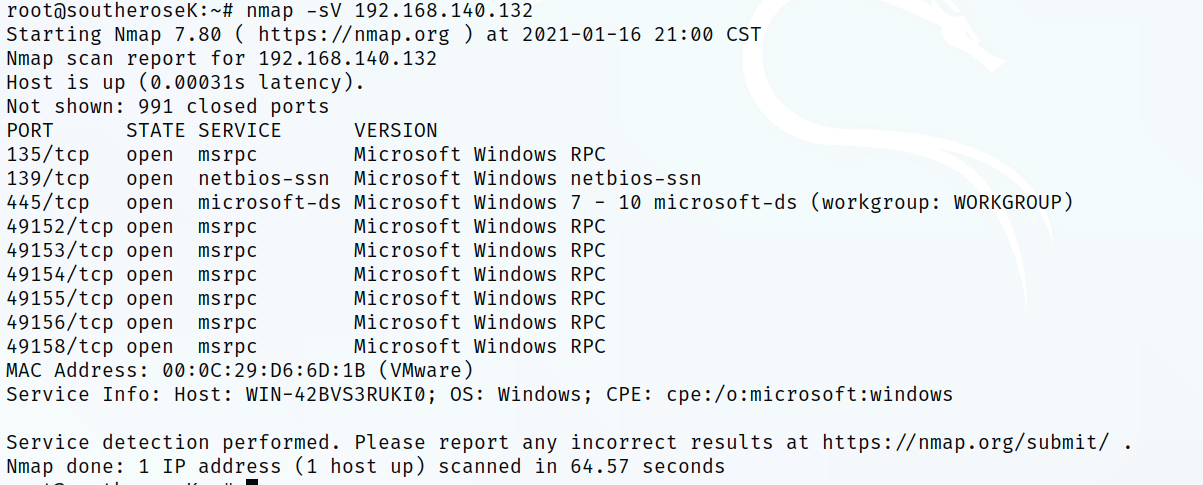 root@southeroseK:~# nmap -sV 192.168.140.132
Starting Nmap 7.80 ( https://nmap.org ) at 2021-01-16 21:00 CST
Nmap scan report for 192.168.140.132
Host is up (0.00031s latency).
Not shown: 991 closed ports
PORT      STATE SERVICE      VERSION
135/tcp   open  msrpc        Microsoft Windows RPC
139/tcp   open  netbios-ssn  Microsoft Windows netbios-ssn
445/tcp   open  microsoft-ds Microsoft Windows 7 - 10 microsoft-ds (workgroup: WORKGROUP)
49152/tcp open  msrpc        Microsoft Windows RPC
49153/tcp open  msrpc        Microsoft Windows RPC
49154/tcp open  msrpc        Microsoft Windows RPC
49155/tcp open  msrpc        Microsoft Windows RPC
49156/tcp open  msrpc        Microsoft Windows RPC
49158/tcp open  msrpc        Microsoft Windows RPC
MAC Address: 00:0C:29:D6:6D:1B (VMware)
Service Info: Host: WIN-42BVS3RUKI0; OS: Windows; CPE: cpe:/o:microsoft:windows
Service detection performed. Please report any incorrect results at https://nmap.org/submit/ .
Nmap done: 1 IP address (1 host up) scanned in 64.57 seconds